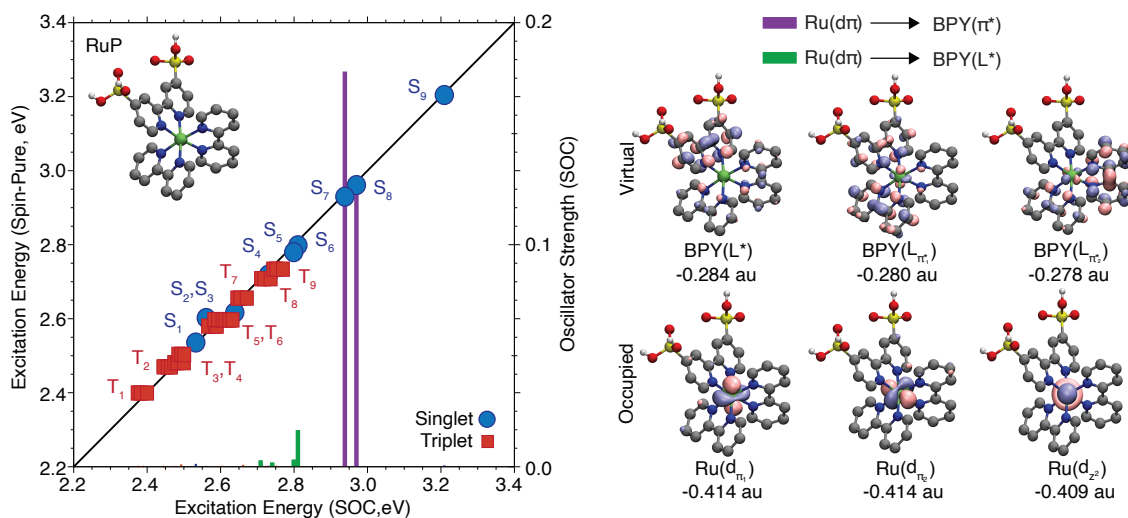 RuP
Excitation Energy (Spin-Pure, eV)
3.4
3.2
3.0
2.8
2.6
2.4
2.2
2.2 2.4 2.6 2.8 3.0 3.2 3.4
Excitation Energy (SOC,eV)
0.2
0.1
0.0
Oscillator Strength (SOC)
S9
S7
S8
S5
S6
S4
S2,S3
S1
T7
T9
T8
T5,T6
T2
T3,T4
T1
Singlet
Triplet
Ru(dπ) → BPY(π*)
Ru(dπ) → BPY(L*)
Virtual
BPY(L*)
-0.284 au
BPY(Lπ*1)
-0.280 au
BPY(Lπ*2)
-0.278 au
Occupied
Ru(dπ1)
-0.414 au
Ru(dπ2)
-0.414 au
Ru(dz2)
-0.409 au